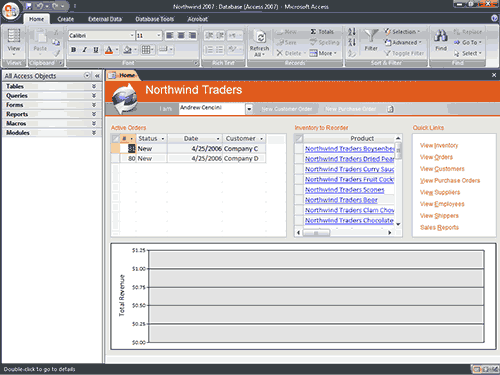 Northwind 2007 : Database (Access 2007) - Microsoft Access
Home Create External Data Database Tools Acrobat
View
Paste
Calibri 11
Refresh All
New Totals
Save Spelling
Delete More
Filter
Selection
Advanced
Toggle Filter
Find
Replace
Go To
Select
Views Clipboard Font Rich Text Records Sort & Filter Find
All Access Objects
Tables
Queries
Forms
Reports
Macros
Modules
Home
Northwind Traders
I am Andrew Cencini New Customer Order New Purchase Order
Active Orders
# Status Date Customer
81 New 4/25/2006 Company C
80 New 4/25/2006 Company D
Inventory to Reorder
Product
Northwind Traders Boysenber
Northwind Traders Dried Pear
Northwind Traders Curry Sauc
Northwind Traders Fruit Cockt
Northwind Traders Scones
Northwind Traders Beer
Northwind Traders Clam Chow
Northwind Traders Chocolate
Quick Links
View Inventory
View Orders
View Customers
View Purchase Orders
View Suppliers
View Employees
View Shippers
Sales Reports
Total Revenue
$1.25
$1.00
$0.75
$0.50
$0.25
$0.00
Double-click to go to details